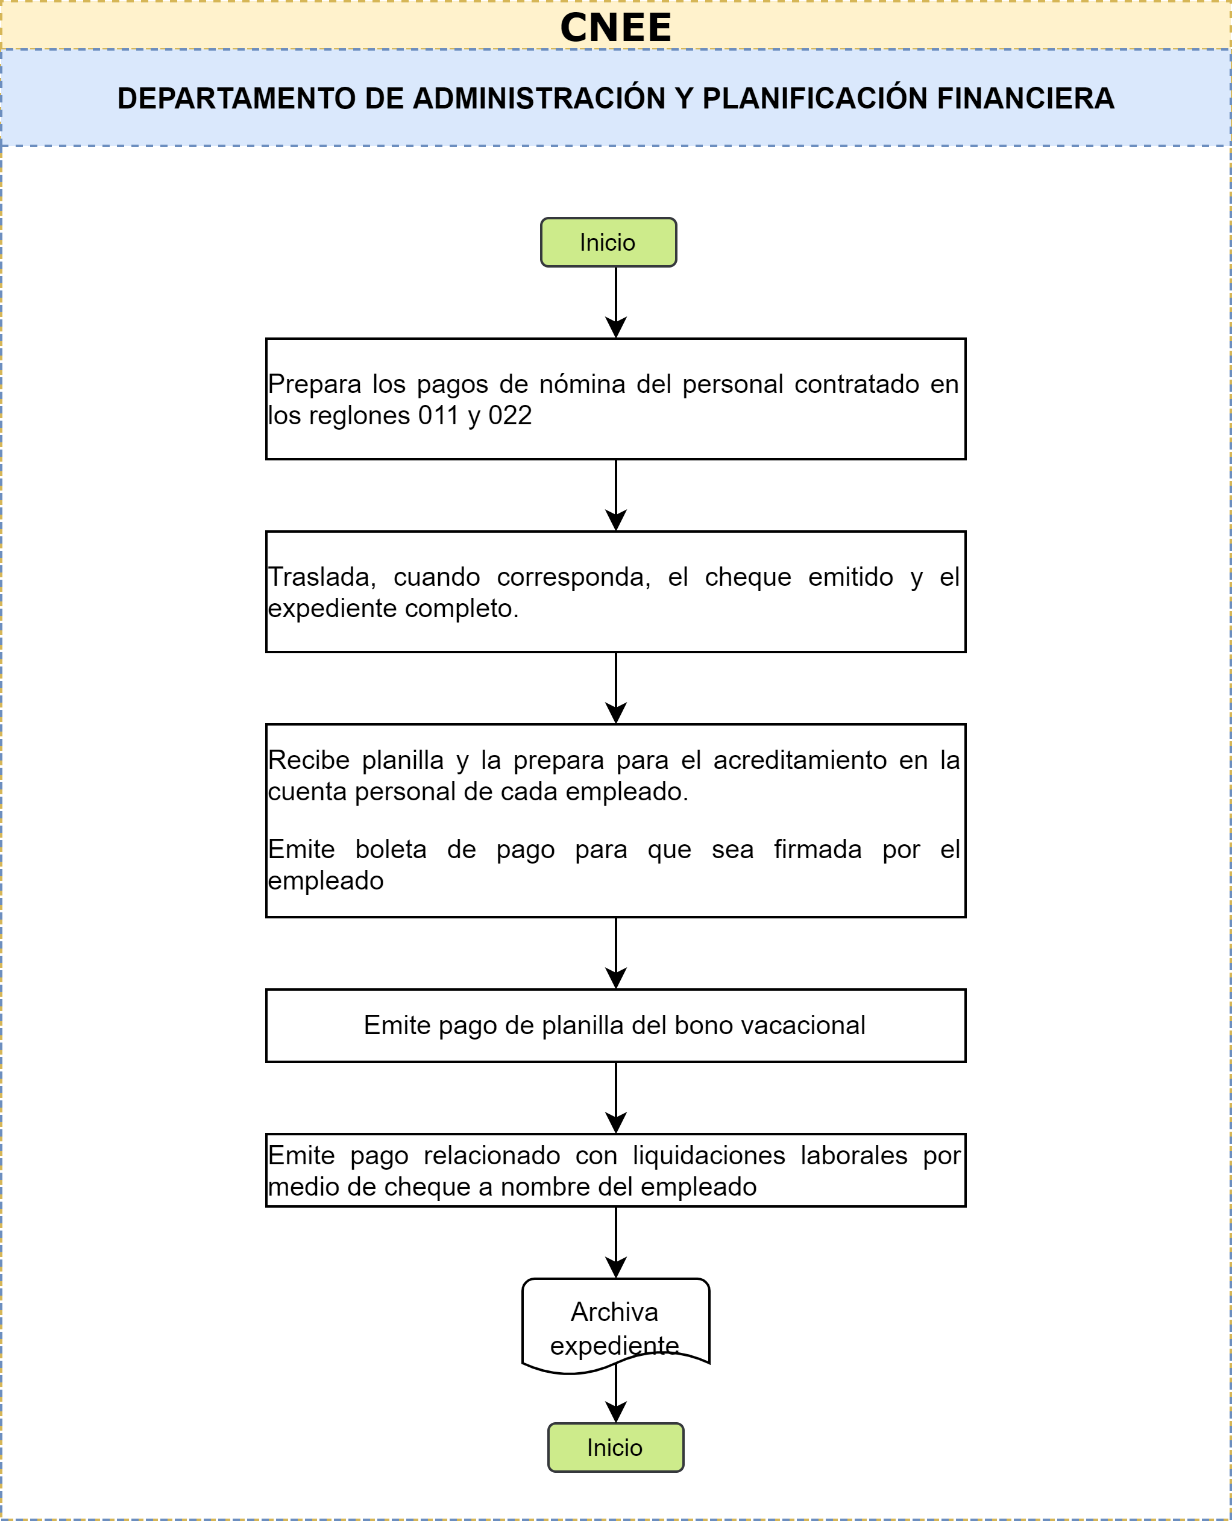 CNEE
DEPARTAMENTO DE ADMINISTRACIÓN Y PLANIFICACIÓN FINANCIERA
Inicio
Prepara los pagos de nómina del personal contratado en
los reglones 011 y 022
Traslada, cuando corresponda, el cheque emitido y el
expediente completo.
Recibe planilla y la prepara para el acreditamiento en la
cuenta personal de cada empleado.
Emite boleta de pago para que sea firmada por el
empleado
Emite pago de planilla del bono vacacional
Emite pago relacionado con liquidaciones laborales por
medio de cheque a nombre del empleado
Archiva
expediente
Inicio